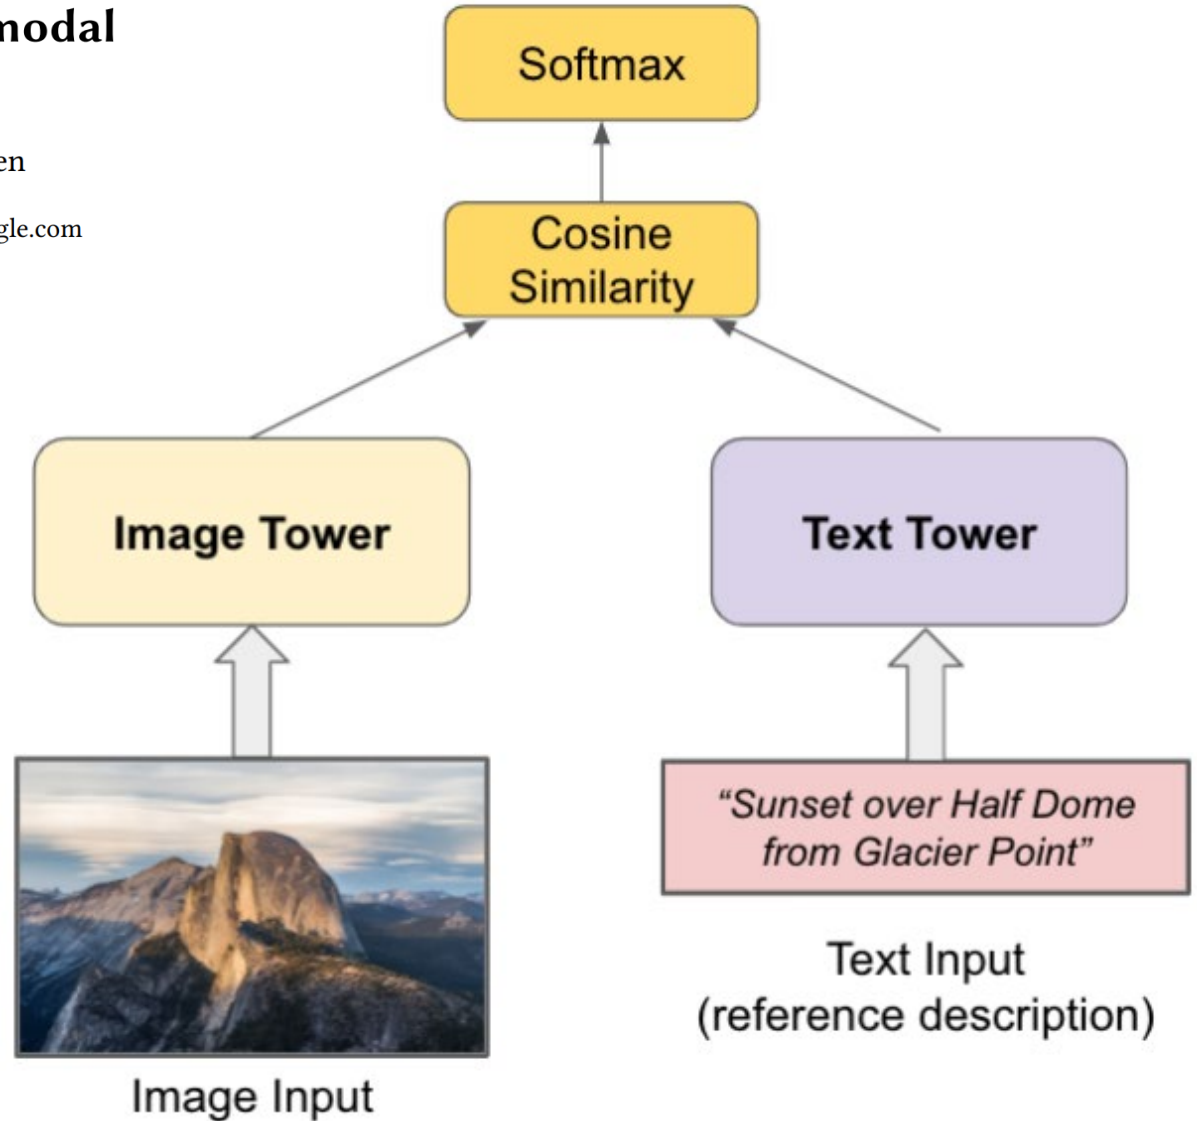 Softmax
Cosine
Similarity
Image Tower
Text Tower
“Sunset over Half Dome
from Glacier Point”
Text Input
(reference description)
Image Input
modal
en
gle.com